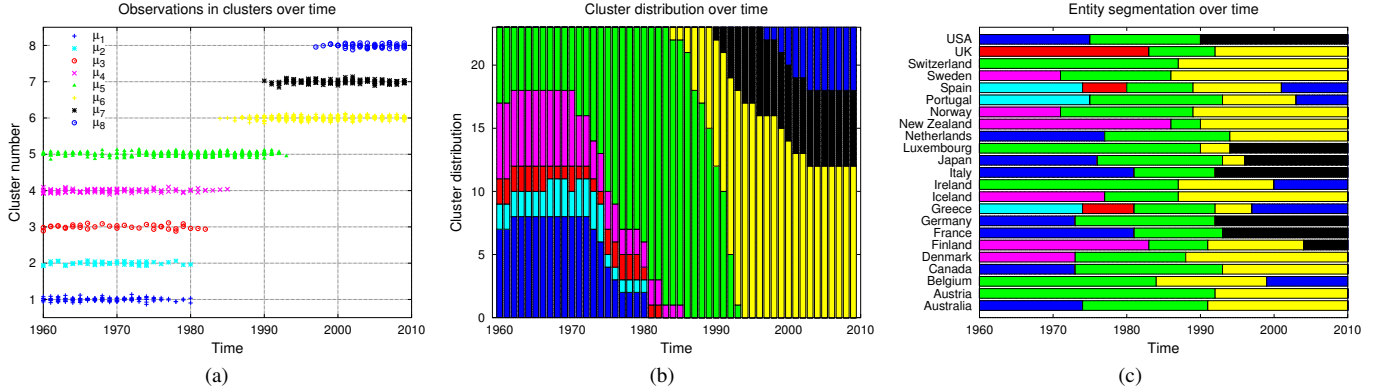 Observations in clusters over time
μ1
μ2
μ3
μ4
μ5
μ6
μ7
μ8
Cluster number
8
7
6
5
4
3
2
1
1960 1970 1980 1990 2000 2010
Time
(a)
Cluster distribution over time
Cluster distribution
20
15
10
5
0
1960 1970 1980 1990 2000 2010
Time
(b)
Entity segmentation over time
USA
UK
Switzerland
Sweden
Spain
Portugal
Norway
New Zealand
Netherlands
Luxembourg
Japan
Italy
Ireland
Iceland
Greece
Germany
France
Finland
Denmark
Canada
Belgium
Austria
Australia
1960 1970 1980 1990 2000 2010
Time
(c)